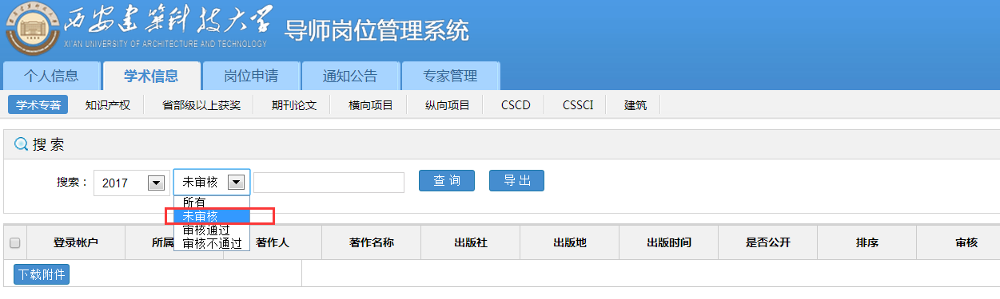 西安建筑科技大学
XI'AN UNIVERSITY OF ARCHITECTURE AND TECHNOLOGY
导师岗位管理系统
个人信息 学术信息 岗位申请 通知公告 专家管理
学术专著 知识产权 省部级以上获奖 期刊论文 横向项目 纵向项目 CSCD CSSCI 建筑
搜 索
搜索： 2017 未审核 查 询 导 出
所有
未审核
审核通过
审核不通过
登录帐户 所属 著作人 著作名称 出版社 出版地 出版时间 是否公开 排序 审核
下载附件